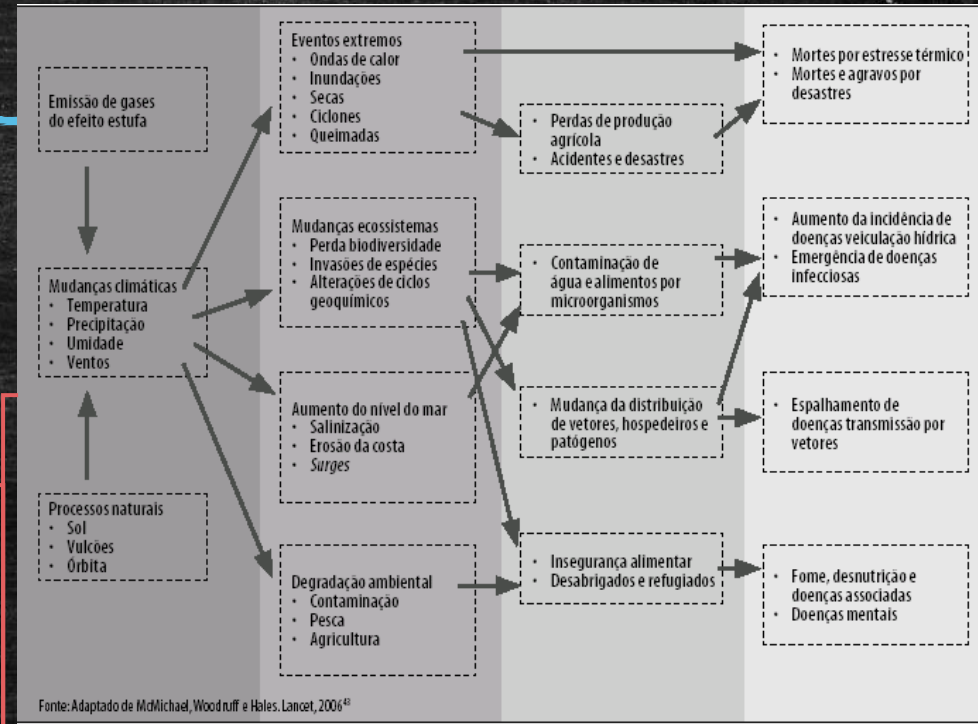 Emissão de gases
do efeito estufa
Mudanças climáticas
• Temperatura
• Precipitação
• Umidade
• Ventos
Processos naturais
• Sol
• Vulcões
• Órbita
Eventos extremos
• Ondas de calor
• Inundações
• Secas
• Ciclones
• Queimadas
Mudanças ecossistemas
• Perda biodiversidade
• Invasões de espécies
• Alterações de ciclos
geoquímicos
Aumento do nível do mar
• Salinização
• Erosão da costa
• Surges
Degradação ambiental
• Contaminação
• Pesca
• Agricultura
• Perdas de produção
agrícola
• Acidentes e desastres
• Contaminação de
água e alimentos por
microorganismos
• Mudança da distribuição
de vetores, hospedeiros e
patógenos
• Insegurança alimentar
• Desabrigados e refugiados
• Mortes por estresse térmico
• Mortes e agravos por
desastres
• Aumento da incidência de
doenças veiculação hídrica
• Emergência de doenças
infecciosas
• Espalhamento de
doenças transmissão por
vetores
• Fome, desnutrição e
doenças associadas
• Doenças mentais
Fonte: Adaptado de McMichael, Woodruff e Hales. Lancet, 2006⁴³